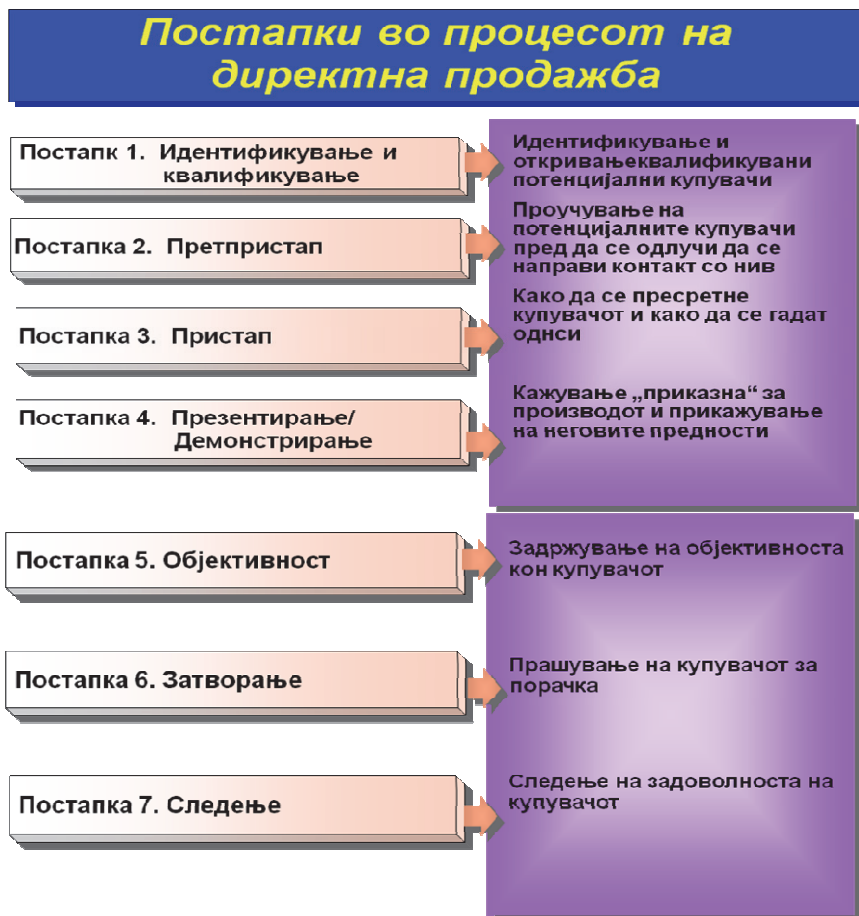 Постапки во процесот на
директна продажба
Постапк 1. Идентификување и
квалификување
Идентификување и
откривањеквалификувани
потенцијални купувачи
Постапка 2. Претпристап
Проучување на
потенцијалните купувачи
пред да се одлучи да се
направи контакт со нив
Постапка 3. Пристап
Како да се пресретне
купувачот и како да се гадат
однси
Постапка 4. Презентирање/
Демонстрирање
Кажување „приказна“ за
производот и прикажување
на неговите предности
Постапка 5. Објективност
Задржување на објективноста
кон купувачот
Постапка 6. Затворање
Прашување на купувачот за
порачка
Постапка 7. Следење
Следење на задоволноста на
купувачот